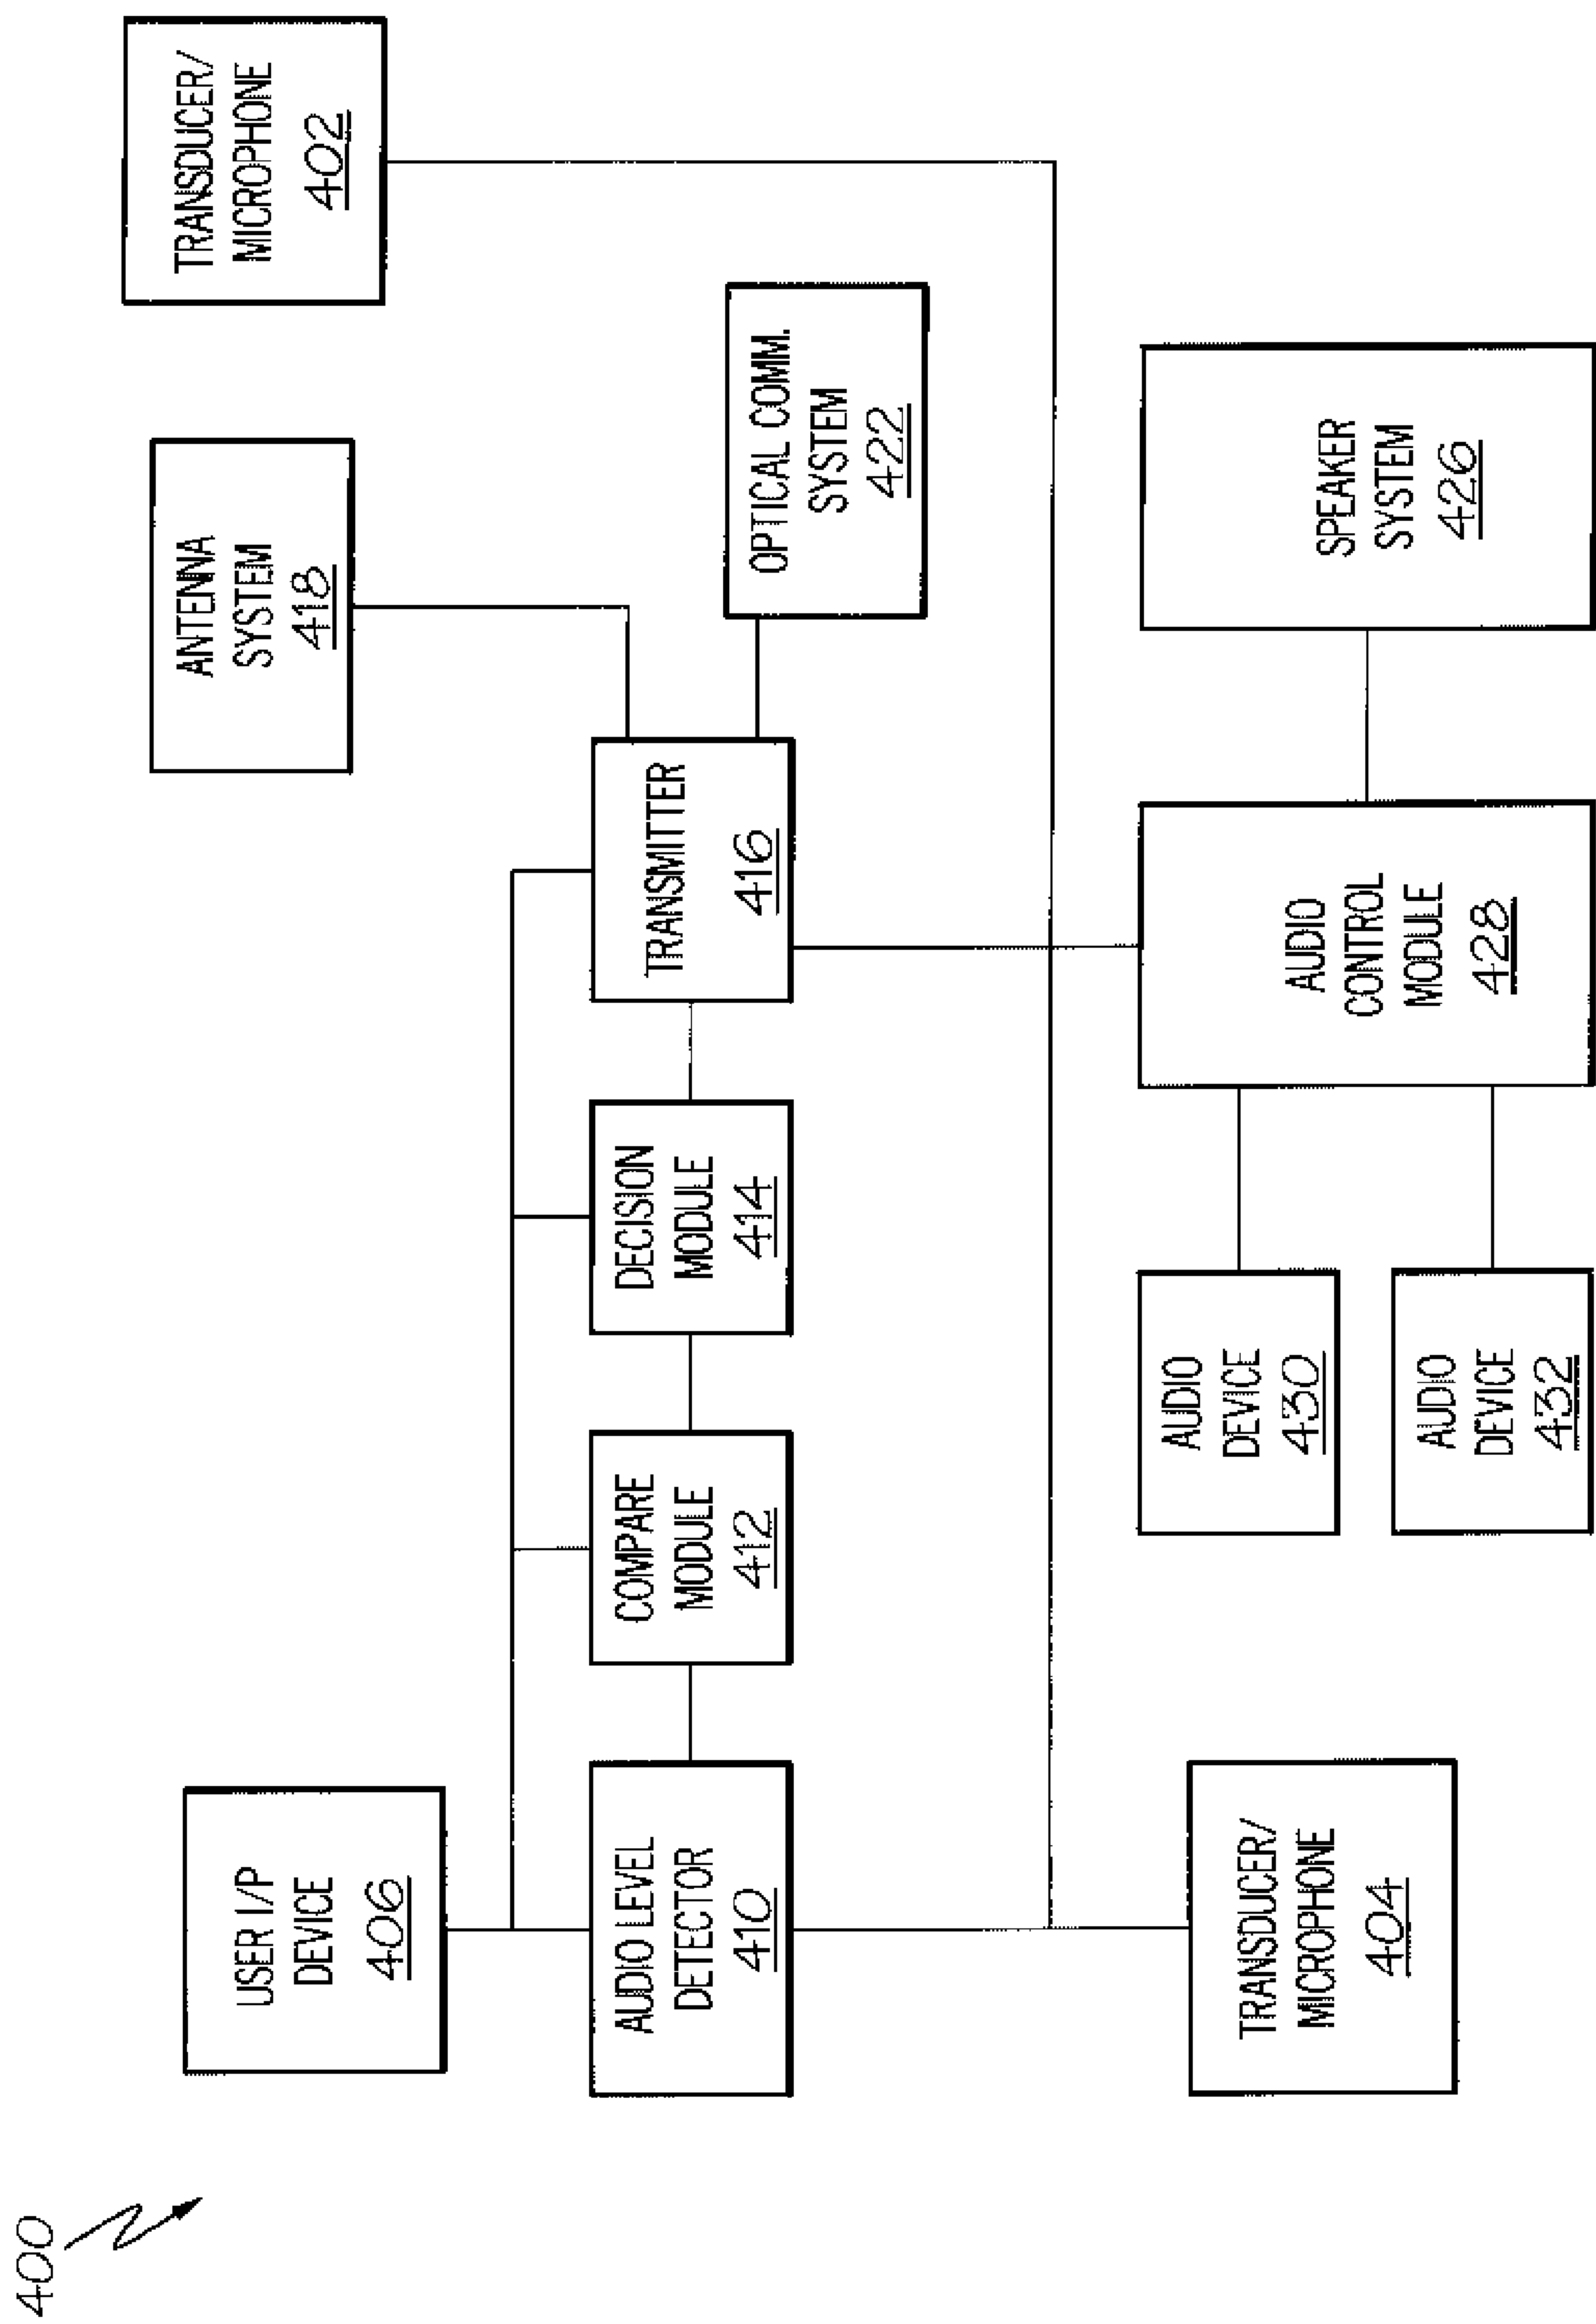 400
USER I/P
DEVICE
406
ANTENNA
SYSTEM
418
TRANSDUCER/
MICROPHONE
402
AUDIO LEVEL
DETECTOR
410
COMPARE
MODULE
412
DECISION
MODULE
414
TRANSMITTER
416
OPTICAL COMM.
SYSTEM
422
TRANSDUCER/
MICROPHONE
404
AUDIO
DEVICE
430
AUDIO
DEVICE
432
AUDIO
CONTROL
MODULE
428
SPEAKER
SYSTEM
426